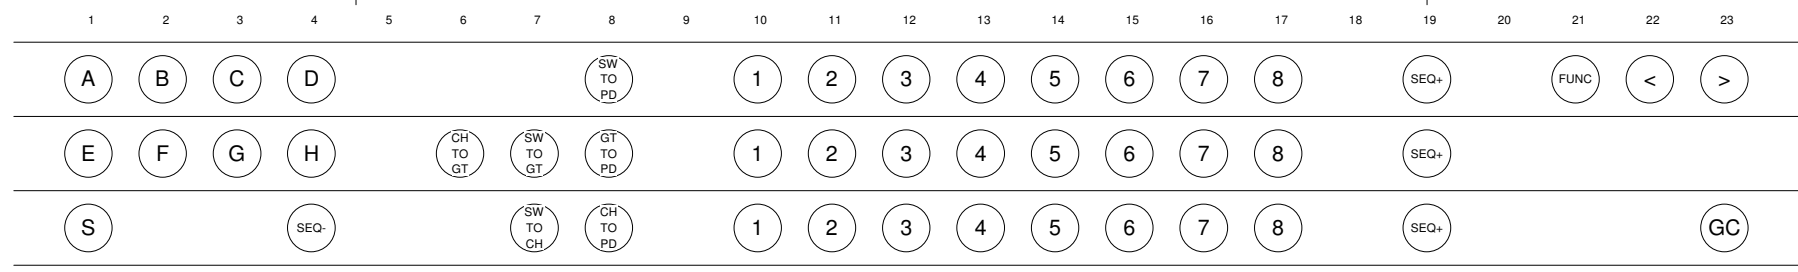 1 2 3 4 5 6 7 8 9 10 11 12 13 14 15 16 17 18 19 20 21 22 23
A B C D SW TO PD 1 2 3 4 5 6 7 8 SEQ+ FUNC < >
E F G H CH TO GT SW TO GT GT TO PD 1 2 3 4 5 6 7 8 SEQ+
S SEQ- SW TO CH CH TO PD 1 2 3 4 5 6 7 8 SEQ+ GC